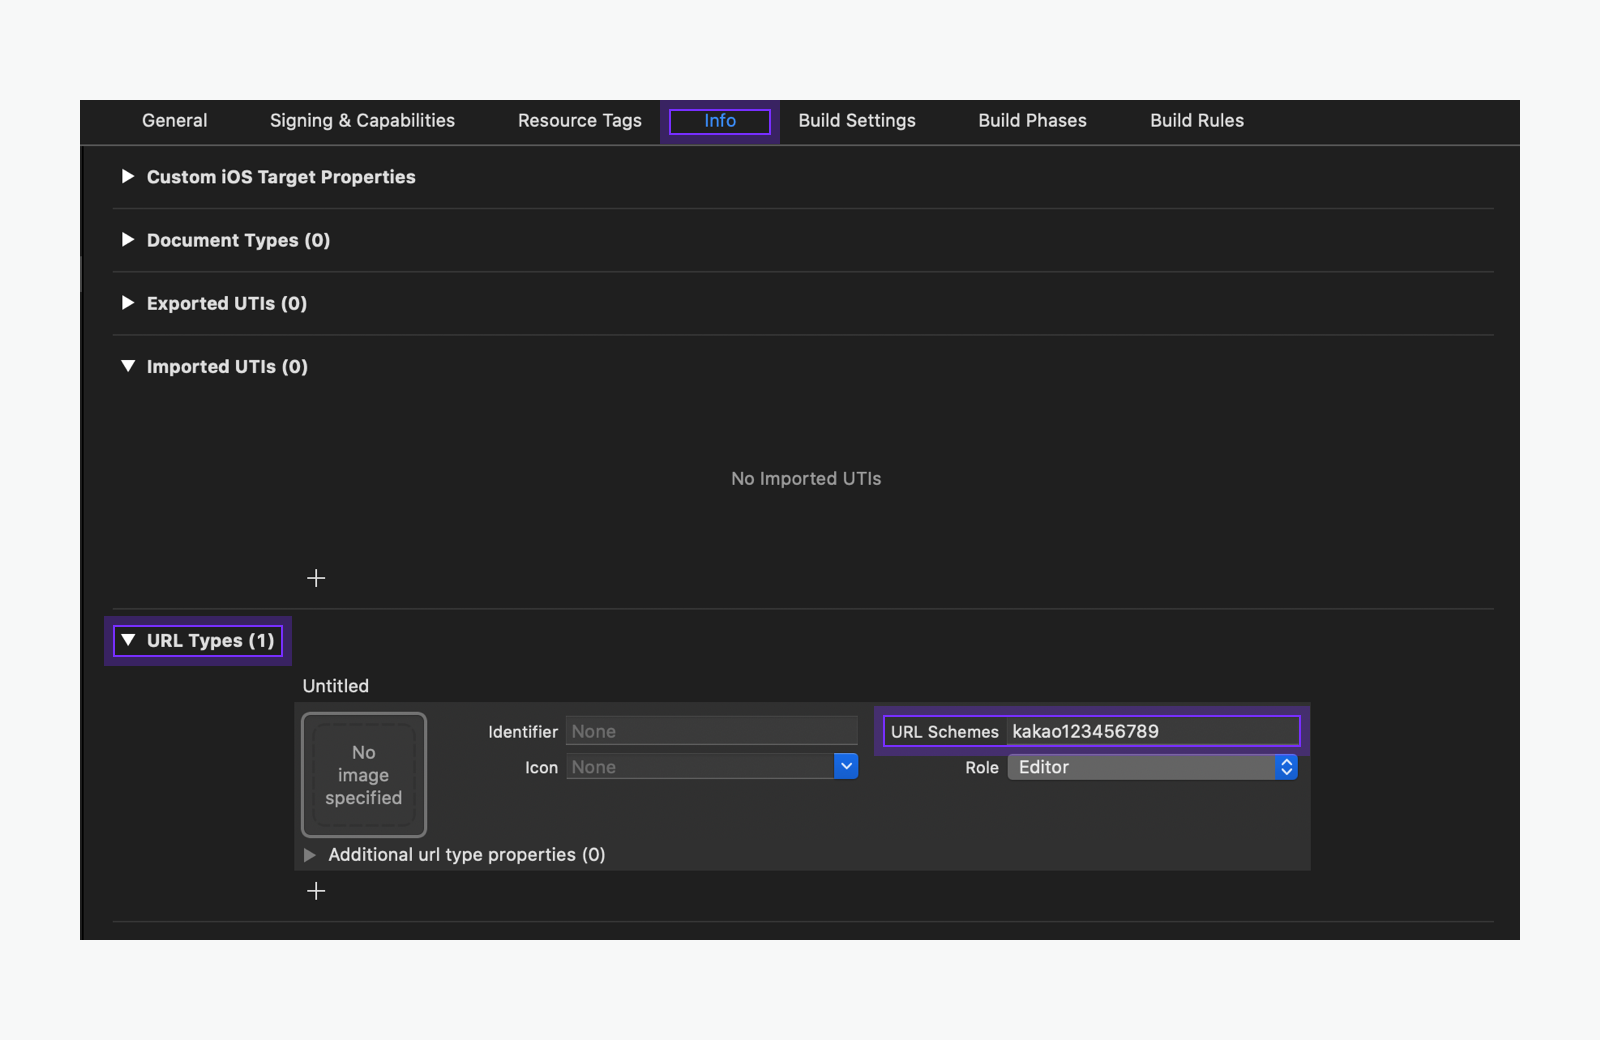 General Signing & Capabilities Resource Tags Info Build Settings Build Phases Build Rules
Custom iOS Target Properties
Document Types (0)
Exported UTIs (0)
Imported UTIs (0)
No Imported UTIs
URL Types (1)
Untitled
No
image
specified
Identifier None
URL Schemes kakao123456789
Icon None
Role Editor
Additional url type properties (0)